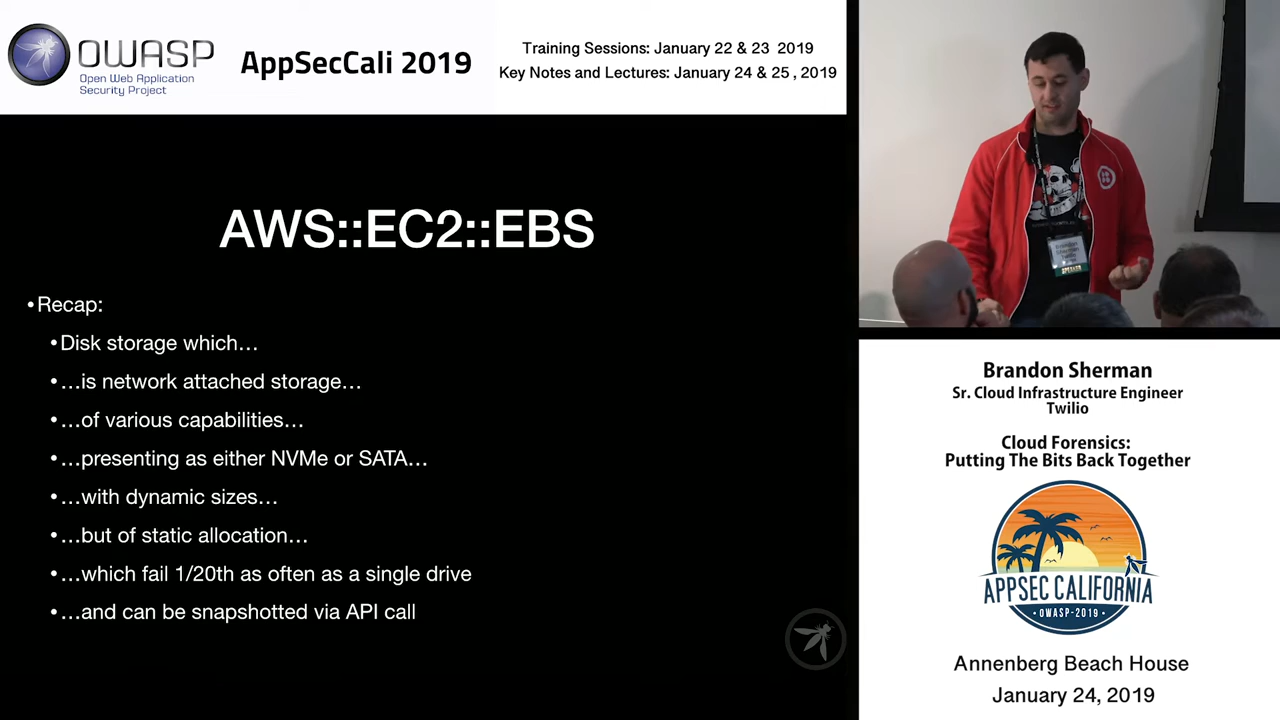 OWASP
Open Web Application
Security Project
AppSecCali 2019
Training Sessions: January 22 & 23 2019
Key Notes and Lectures: January 24 & 25 , 2019
AWS::EC2::EBS
•Recap:
•Disk storage which…
•…is network attached storage…
•…of various capabilities…
•…presenting as either NVMe or SATA…
•…with dynamic sizes…
•…but of static allocation…
•…which fail 1/20th as often as a single drive
•…and can be snapshotted via API call
Brandon
Sherman
Twilio
SPEAKER
Brandon Sherman
Sr. Cloud Infrastructure Engineer
Twilio
Cloud Forensics:
Putting The Bits Back Together
APPSEC CALIFORNIA
• OWASP-2019 •
Annenberg Beach House
January 24, 2019